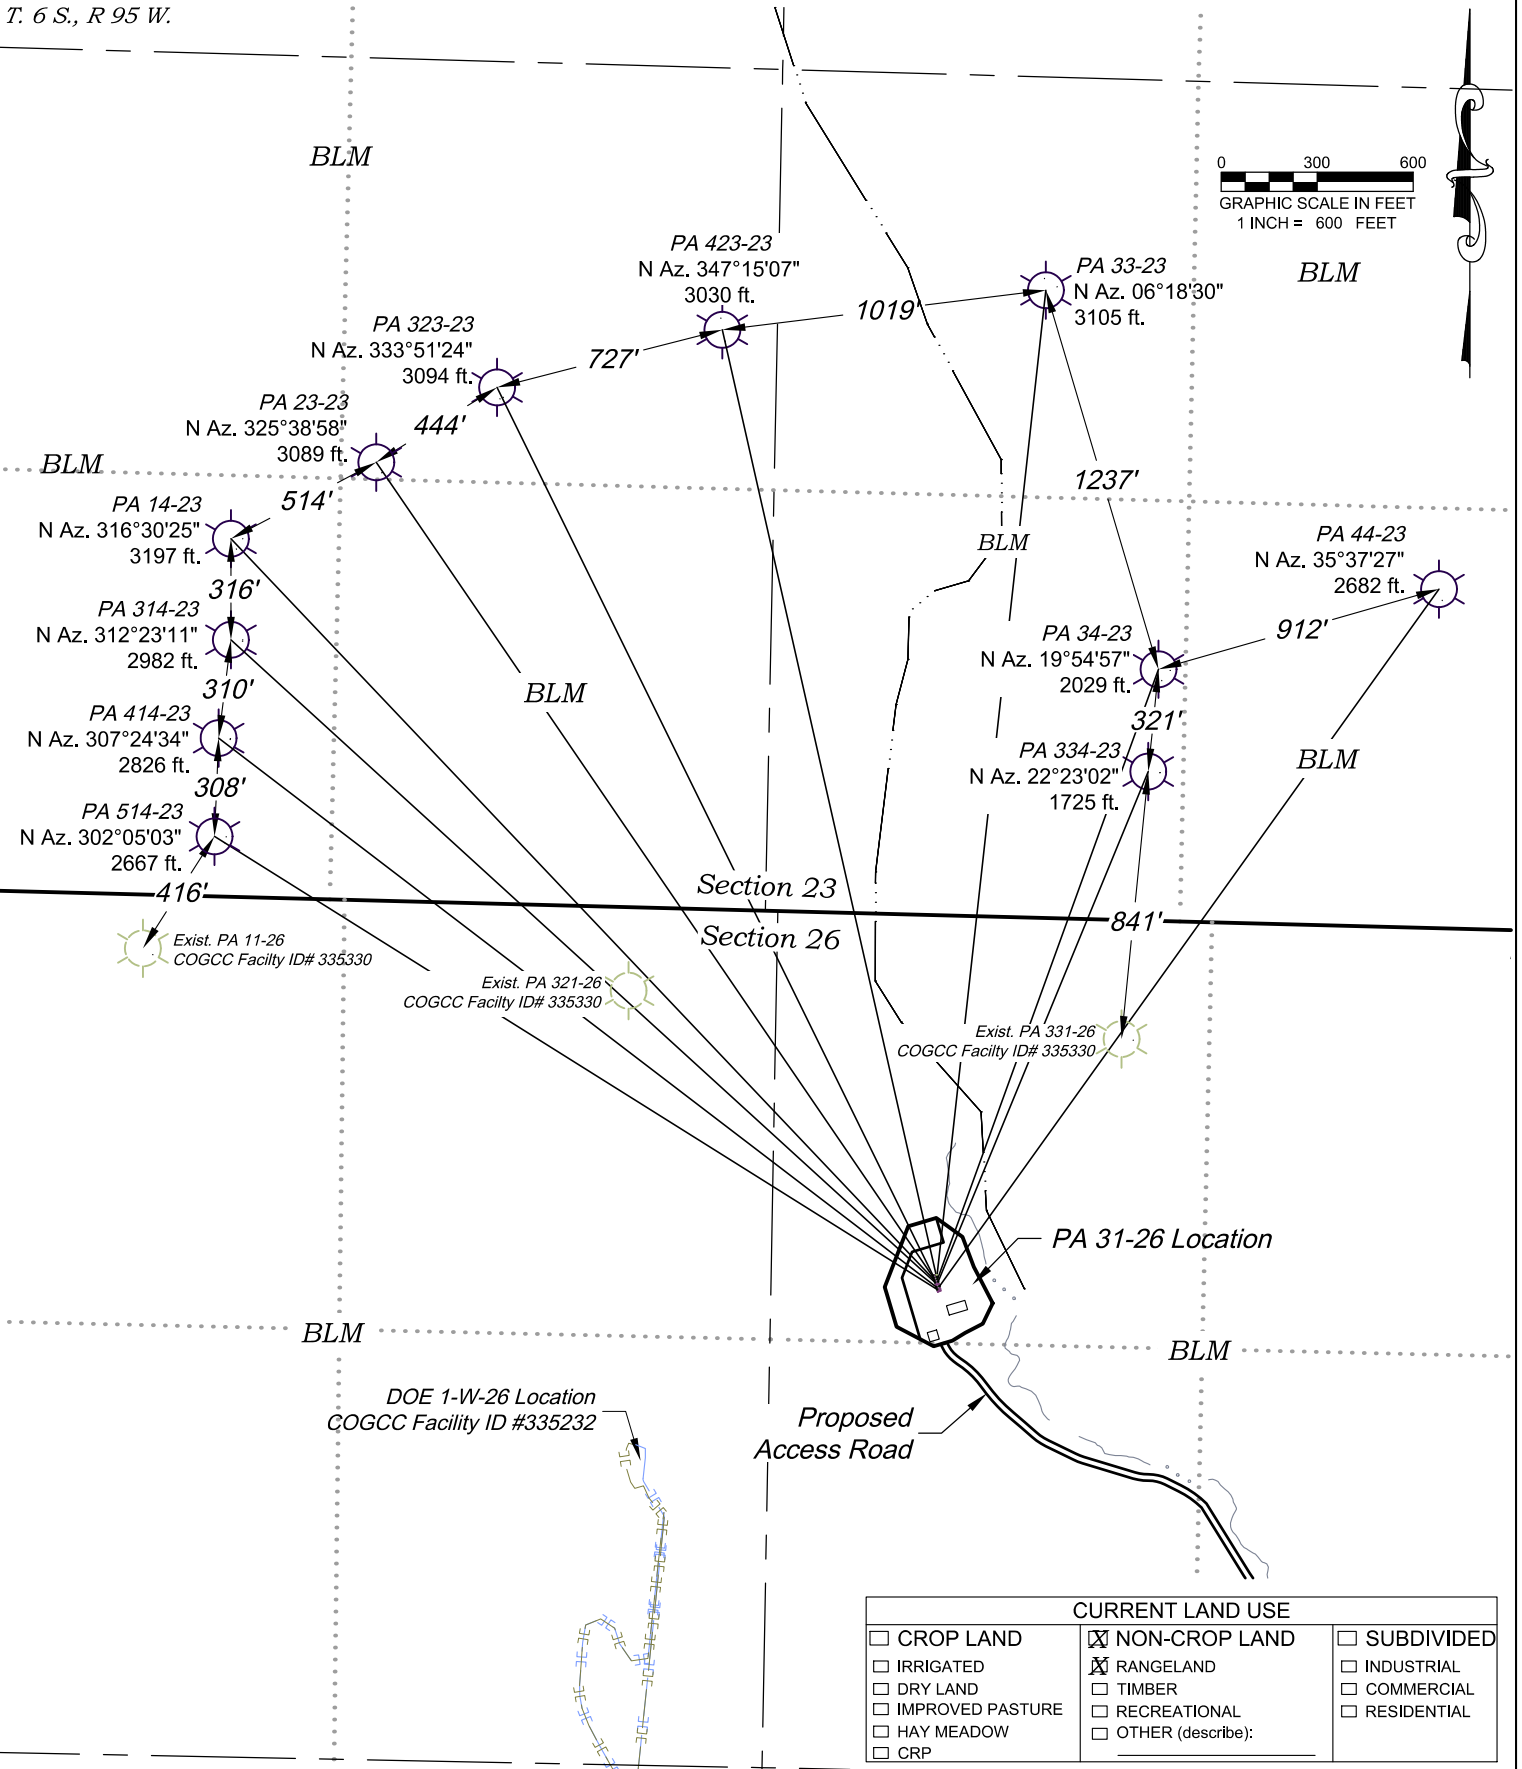 T. 6 S., R 95 W.
BLM
0 300 600
GRAPHIC SCALE IN FEET
1 INCH = 600 FEET
BLM
PA 423-23
N Az. 347°15'07"
3030 ft.
PA 33-23
N Az. 06°18'30"
3105 ft.
1019'
PA 323-23
N Az. 333°51'24"
3094 ft.
727'
PA 23-23
N Az. 325°38'58"
3089 ft.
444'
BLM
514'
1237'
PA 14-23
N Az. 316°30'25"
3197 ft.
BLM
PA 44-23
N Az. 35°37'27"
2682 ft.
316'
PA 314-23
N Az. 312°23'11"
2982 ft.
912'
PA 34-23
N Az. 19°54'57"
2029 ft.
310'
BLM
PA 414-23
N Az. 307°24'34"
2826 ft.
321'
PA 334-23
N Az. 22°23'02"
1725 ft.
BLM
308'
PA 514-23
N Az. 302°05'03"
2667 ft.
416'
Section 23
841'
Section 26
Exist. PA 11-26
COGCC Facilty ID# 335330
Exist. PA 321-26
COGCC Facilty ID# 335330
Exist. PA 331-26
COGCC Facilty ID# 335330
PA 31-26 Location
BLM
BLM
DOE 1-W-26 Location
COGCC Facility ID #335232
Proposed
Access Road
CURRENT LAND USE
CROP LAND
IRRIGATED
DRY LAND
IMPROVED PASTURE
HAY MEADOW
CRP
X NON-CROP LAND
X RANGELAND
TIMBER
RECREATIONAL
OTHER (describe):
SUBDIVIDED
INDUSTRIAL
COMMERCIAL
RESIDENTIAL